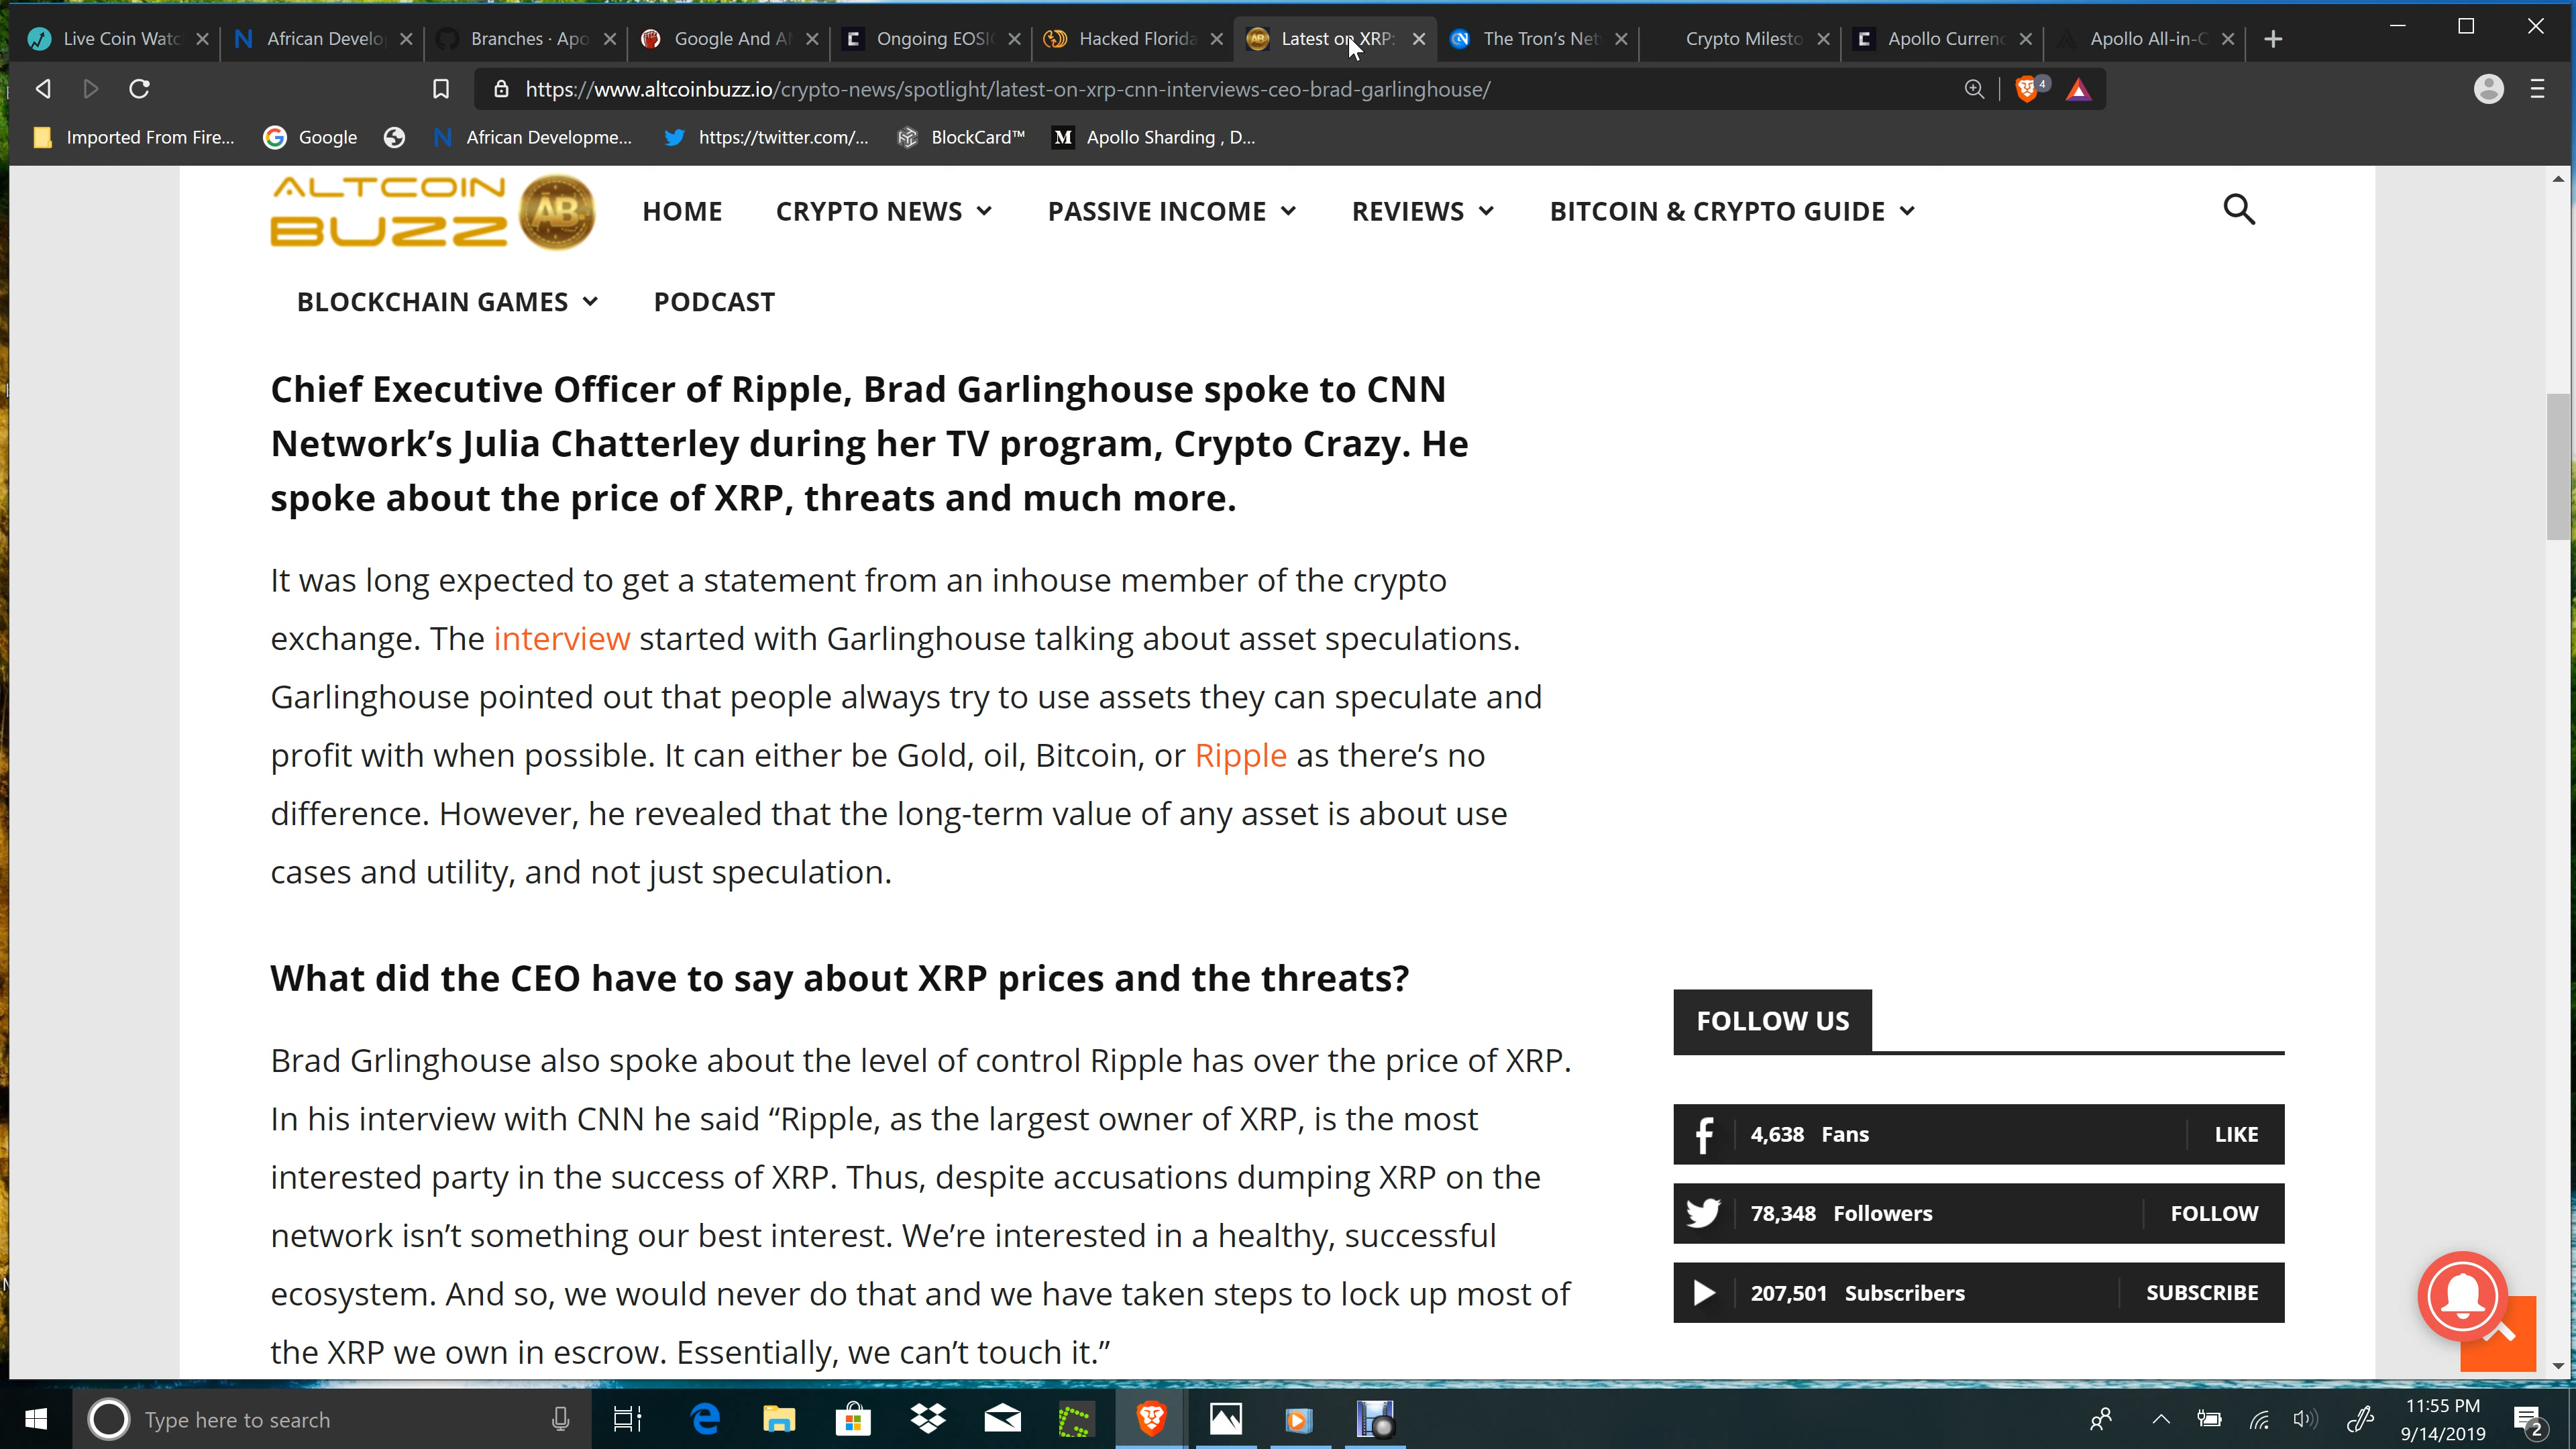 Live Coin Watc
African Develo
Branches · Apo
Google And A
Ongoing EOSI
Hacked Florida
Latest on XRP:
The Tron's Net
Crypto Milesto
Apollo Currenc
Apollo All-in-C
https://www.altcoinbuzz.io/crypto-news/spotlight/latest-on-xrp-cnn-interviews-ceo-brad-garlinghouse/
4
Imported From Fire...
Google
African Developme...
https://twitter.com/...
BlockCard™
Apollo Sharding , D...
ALTCOIN
BUZZ
AB
HOME
CRYPTO NEWS
PASSIVE INCOME
REVIEWS
BITCOIN & CRYPTO GUIDE
BLOCKCHAIN GAMES
PODCAST
Chief Executive Officer of Ripple, Brad Garlinghouse spoke to CNN
Network's Julia Chatterley during her TV program, Crypto Crazy. He
spoke about the price of XRP, threats and much more.
It was long expected to get a statement from an inhouse member of the crypto
exchange. The interview started with Garlinghouse talking about asset speculations.
Garlinghouse pointed out that people always try to use assets they can speculate and
profit with when possible. It can either be Gold, oil, Bitcoin, or Ripple as there's no
difference. However, he revealed that the long-term value of any asset is about use
cases and utility, and not just speculation.
What did the CEO have to say about XRP prices and the threats?
Brad Grlinghouse also spoke about the level of control Ripple has over the price of XRP.
In his interview with CNN he said “Ripple, as the largest owner of XRP, is the most
interested party in the success of XRP. Thus, despite accusations dumping XRP on the
network isn't something our best interest. We're interested in a healthy, successful
ecosystem. And so, we would never do that and we have taken steps to lock up most of
the XRP we own in escrow. Essentially, we can't touch it.”
FOLLOW US
4,638 Fans LIKE
78,348 Followers FOLLOW
207,501 Subscribers SUBSCRIBE
Type here to search
11:55 PM
9/14/2019
2